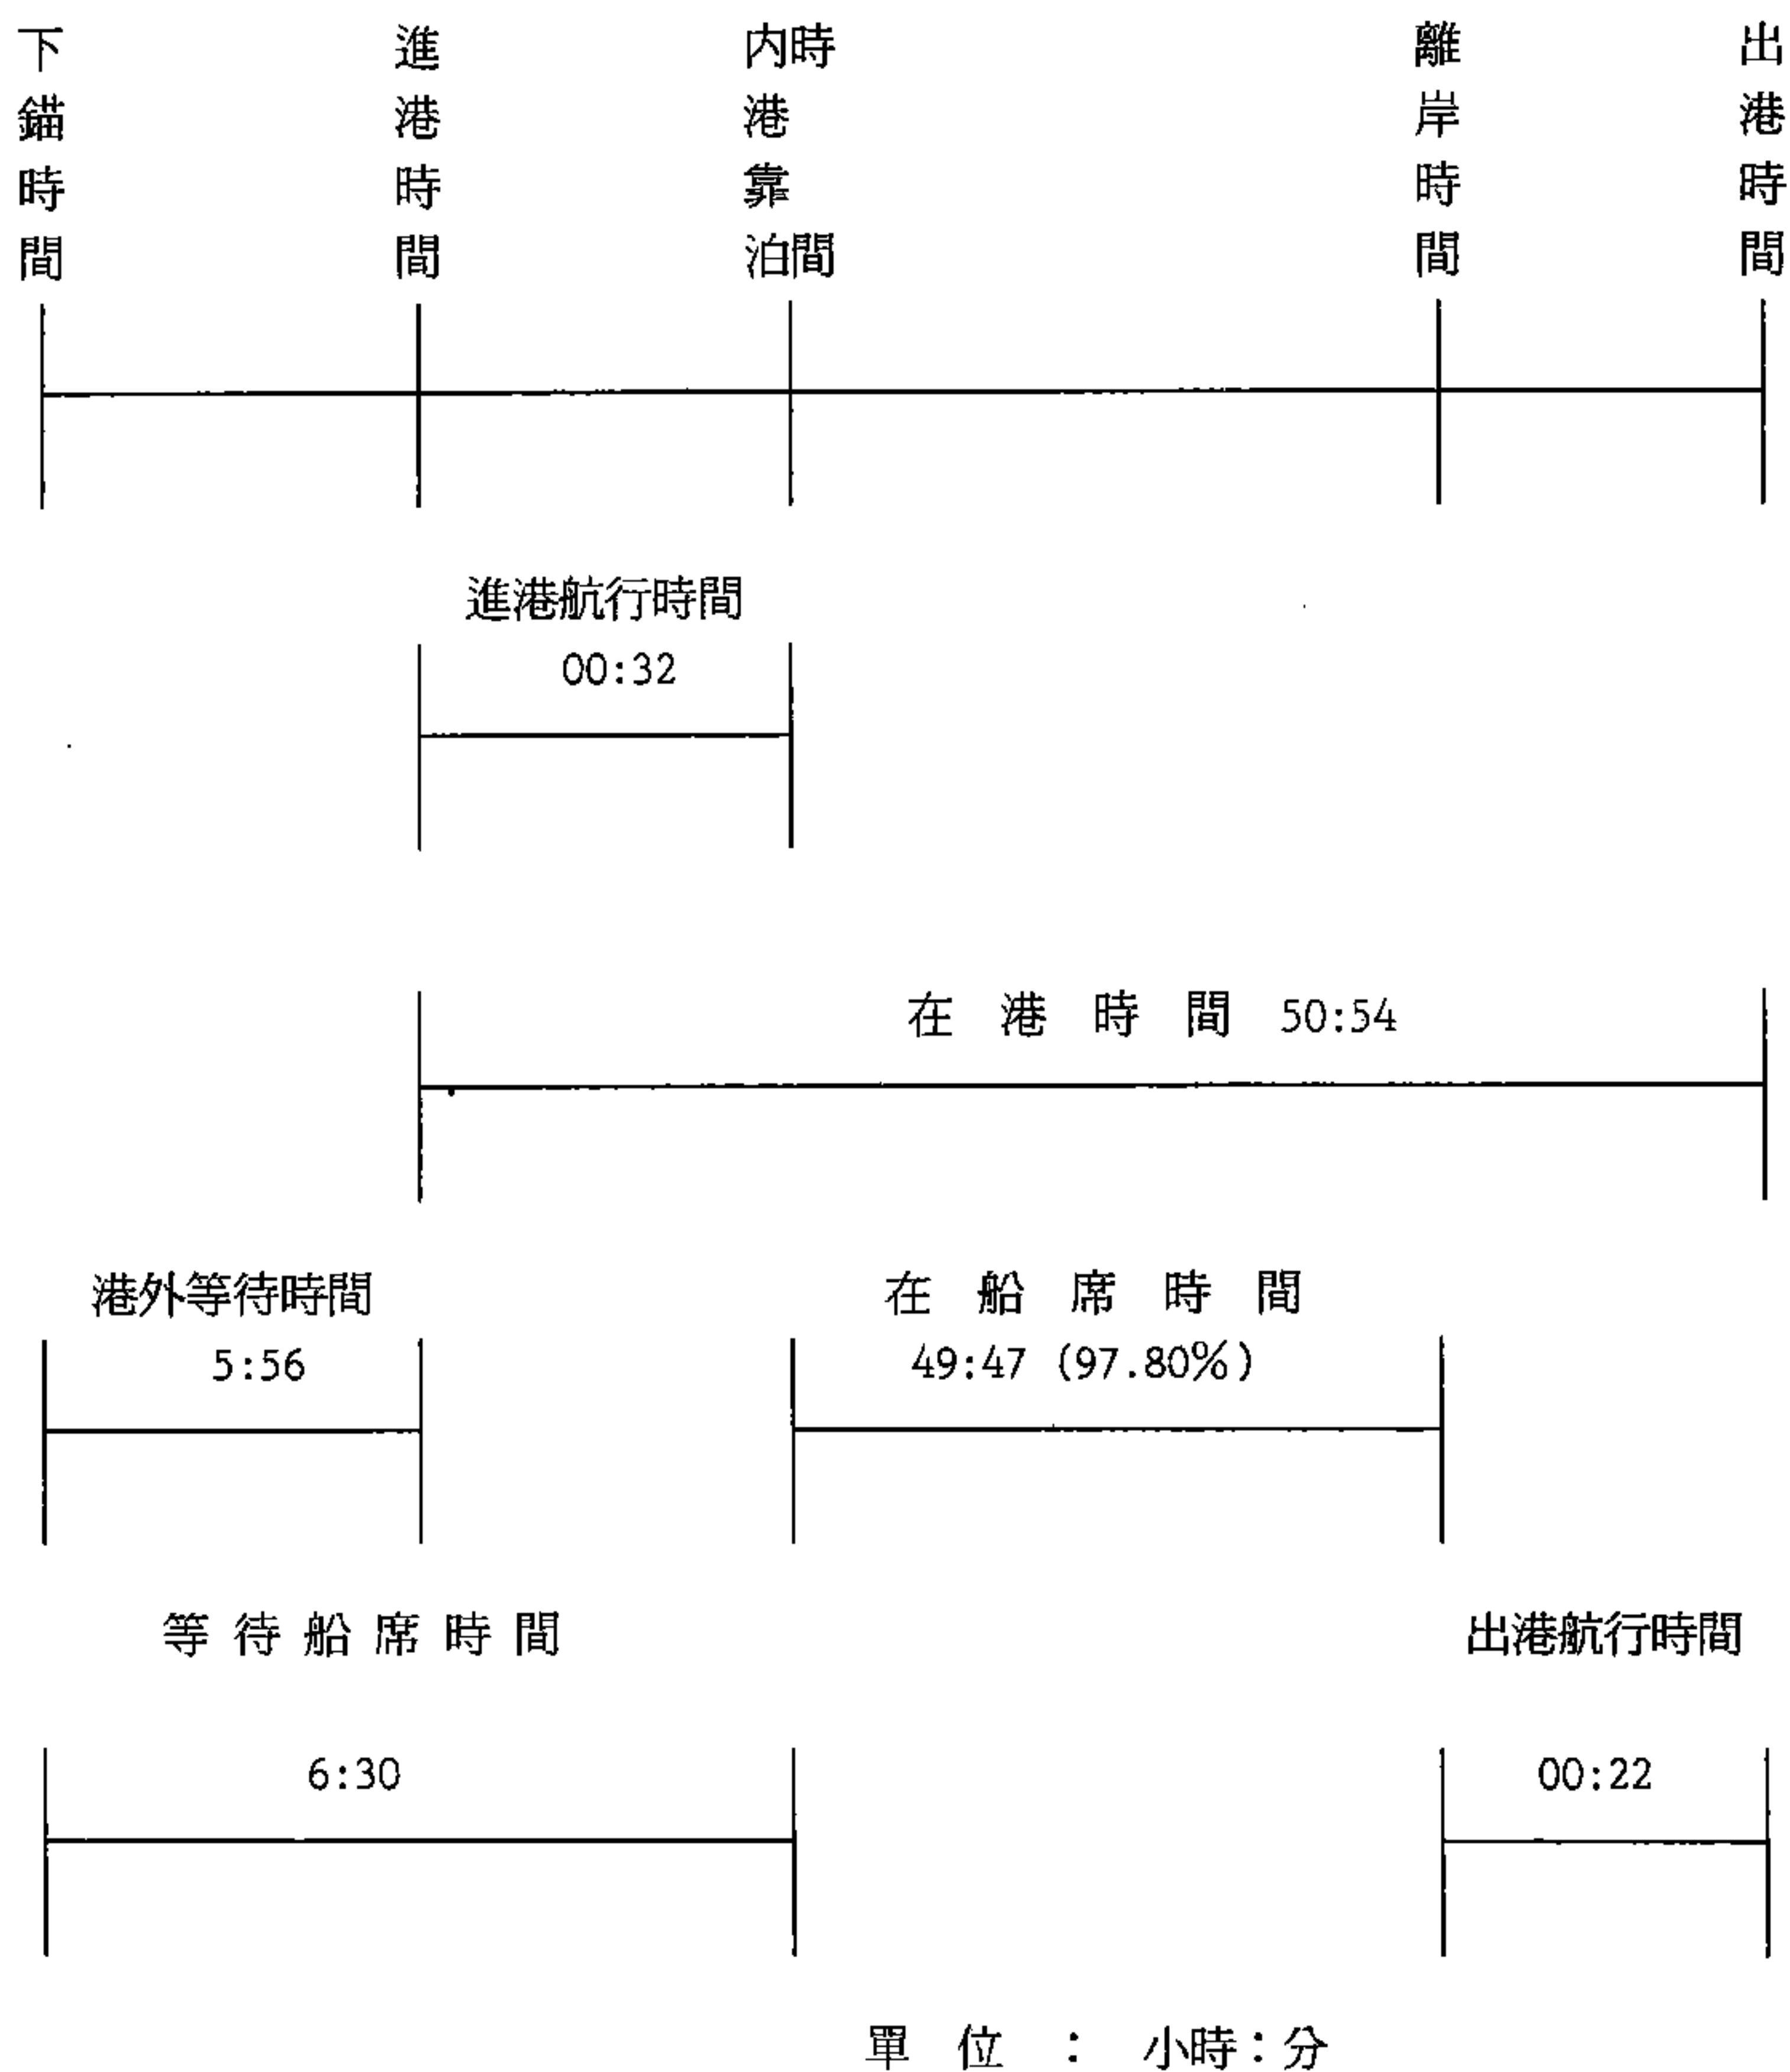 下錨時間
進港時間
內港靠泊時間
離岸時間
出港時間
進港航行時間
00:32
在港時間 50:54
港外等待時間
5:56
在船席時間
49:47 (97.80%)
等待船席時間
6:30
出港航行時間
00:22
單位：小時：分